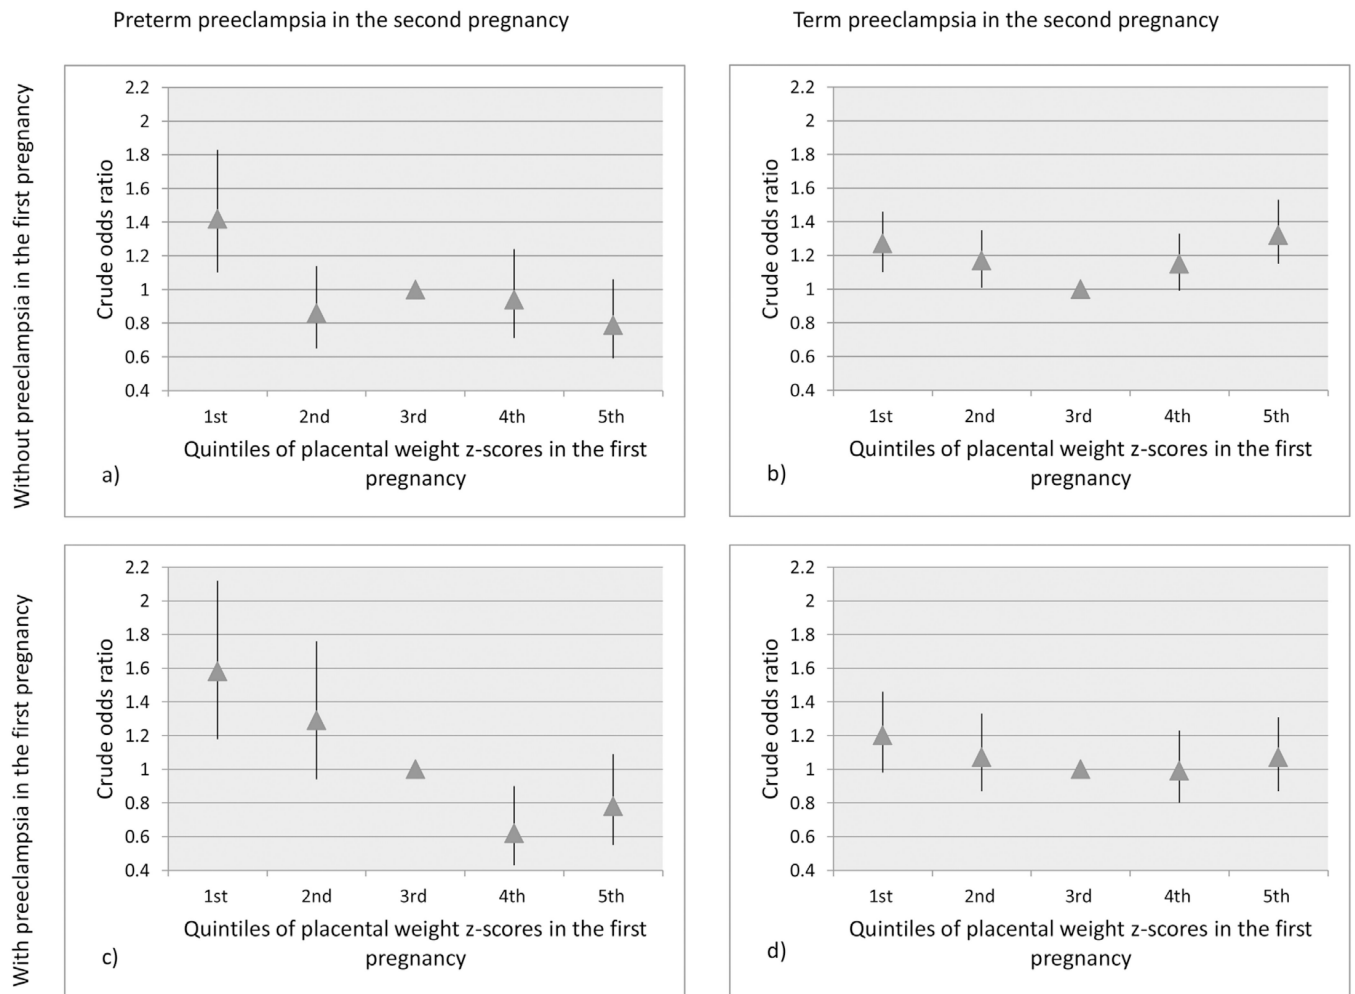 Preterm preeclampsia in the second pregnancy
Term preeclampsia in the second pregnancy
Without preeclampsia in the first pregnancy
Crude odds ratio
2.2
2
1.8
1.6
1.4
1.2
1
0.8
0.6
0.4
1st 2nd 3rd 4th 5th
Quintiles of placental weight z-scores in the first
pregnancy
a)
Crude odds ratio
2.2
2
1.8
1.6
1.4
1.2
1
0.8
0.6
0.4
1st 2nd 3rd 4th 5th
Quintiles of placental weight z-scores in the first
pregnancy
b)
With preeclampsia in the first pregnancy
Crude odds ratio
2.2
2
1.8
1.6
1.4
1.2
1
0.8
0.6
0.4
1st 2nd 3rd 4th 5th
Quintiles of placental weight z-scores in the first
pregnancy
c)
Crude odds ratio
2.2
2
1.8
1.6
1.4
1.2
1
0.8
0.6
0.4
1st 2nd 3rd 4th 5th
Quintiles of placental weight z-scores in the first
pregnancy
d)